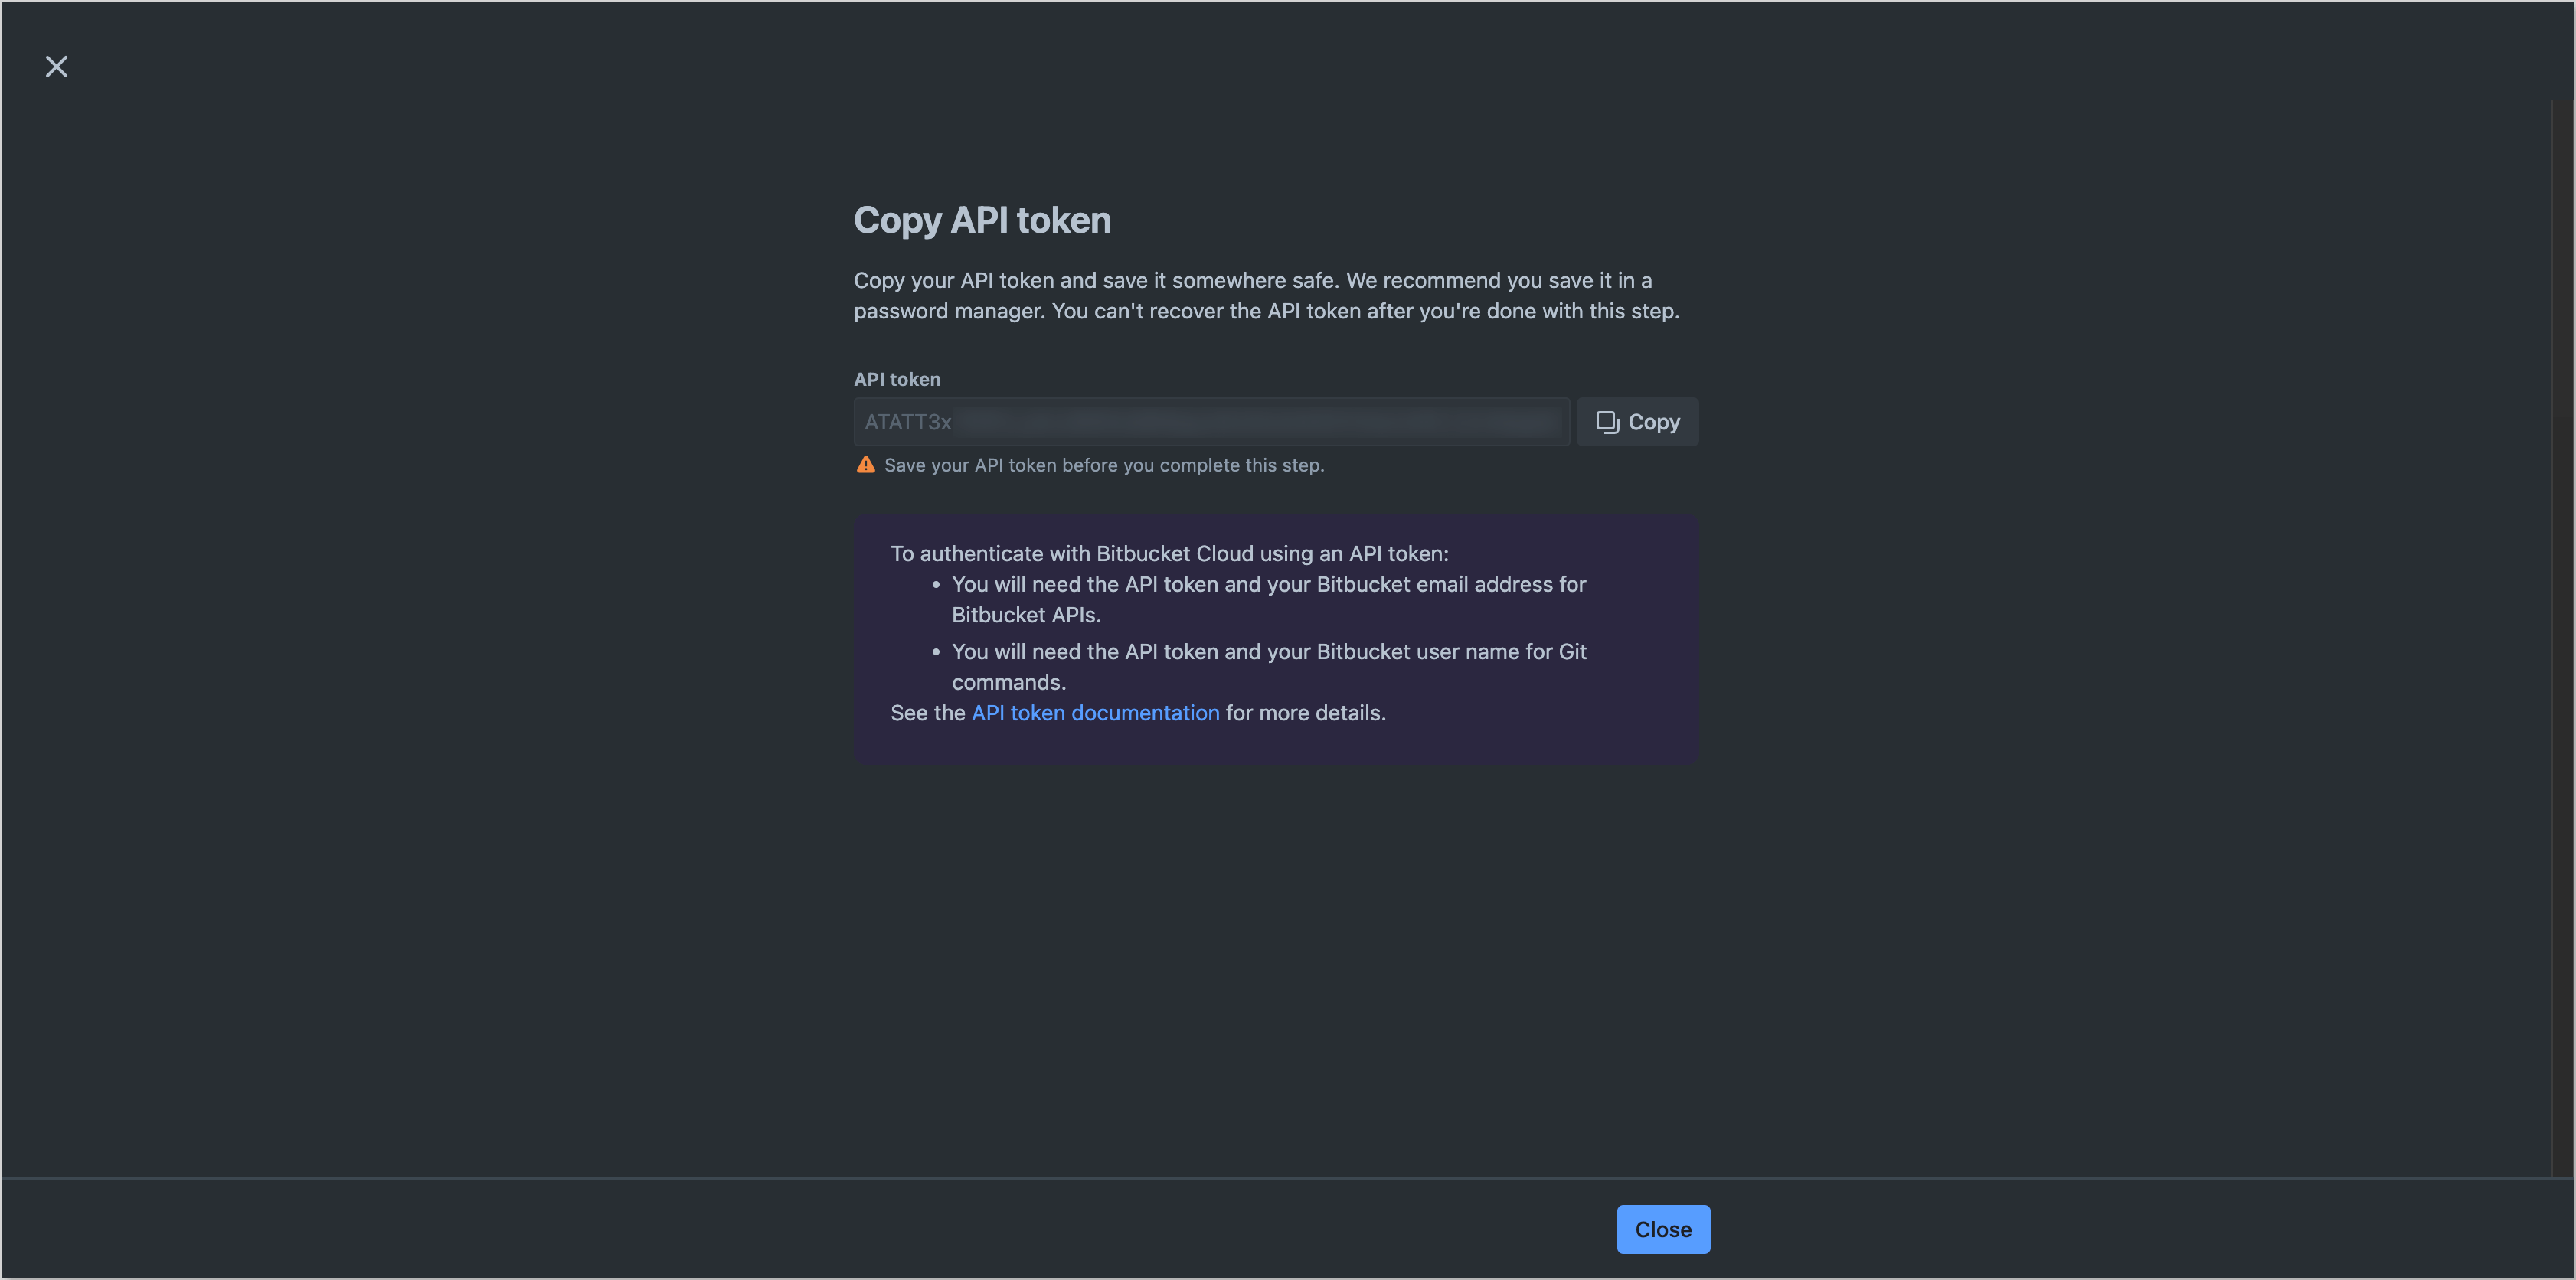 Copy API token
Copy your API token and save it somewhere safe. We recommend you save it in a
password manager. You can't recover the API token after you're done with this step.
API token
ATATT3x
Copy
Save your API token before you complete this step.
To authenticate with Bitbucket Cloud using an API token:
• You will need the API token and your Bitbucket email address for
Bitbucket APIs.
• You will need the API token and your Bitbucket user name for Git
commands.
See the API token documentation for more details.
Close